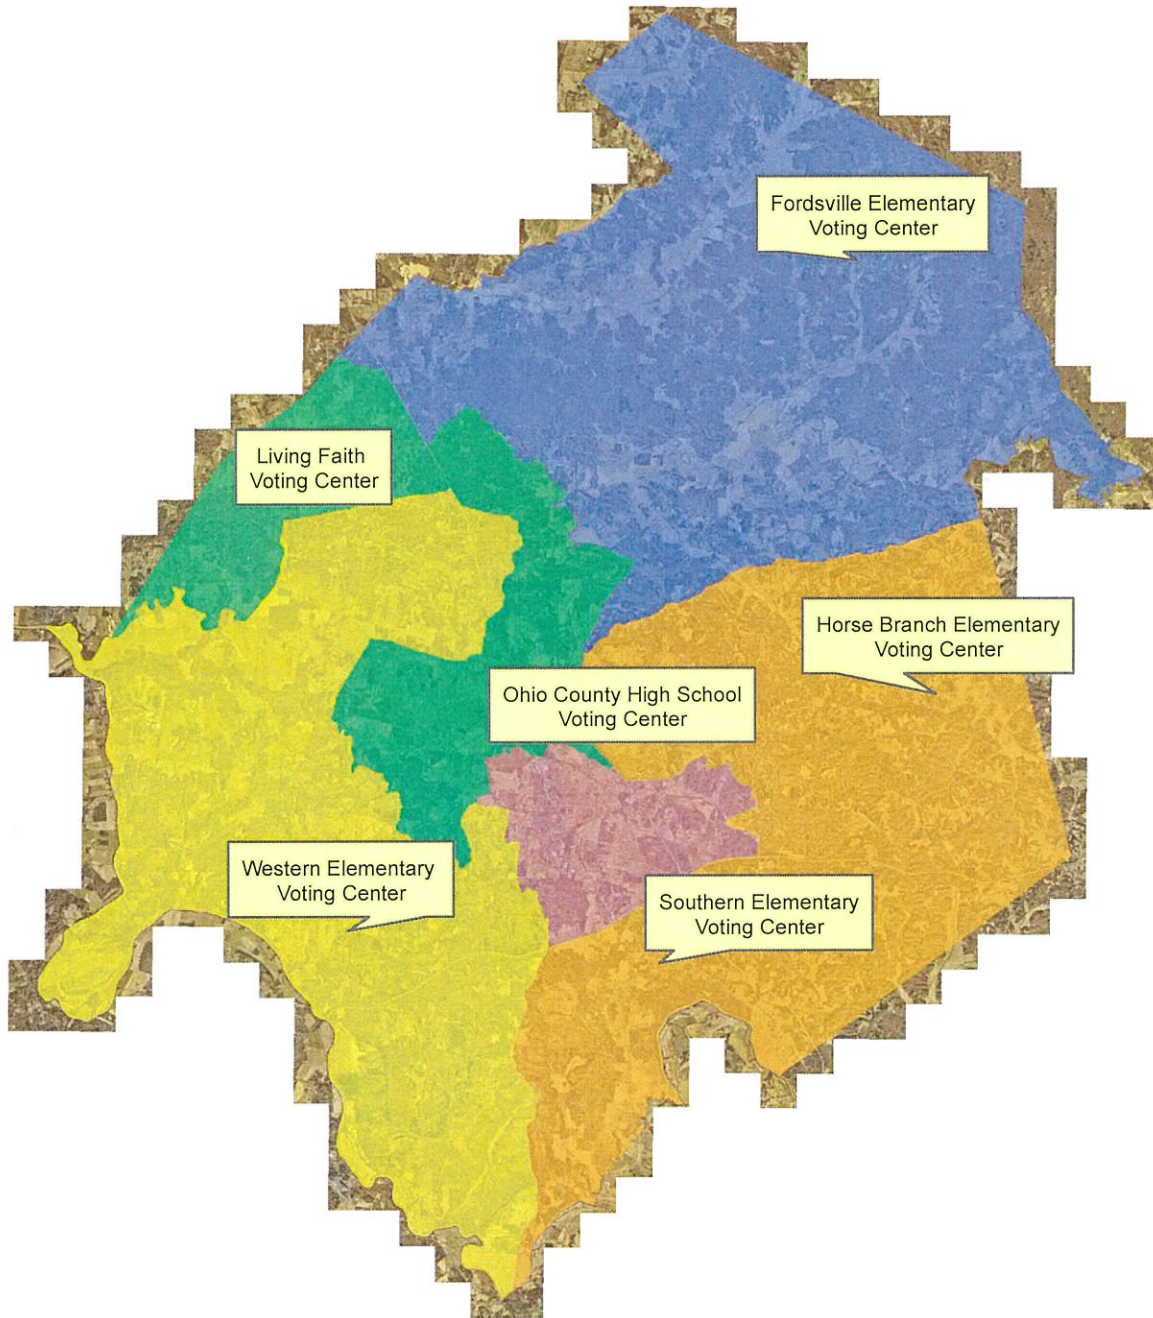 Fordsville Elementary
Voting Center
Living Faith
Voting Center
Horse Branch Elementary
Voting Center
Ohio County High School
Voting Center
Western Elementary
Voting Center
Southern Elementary
Voting Center